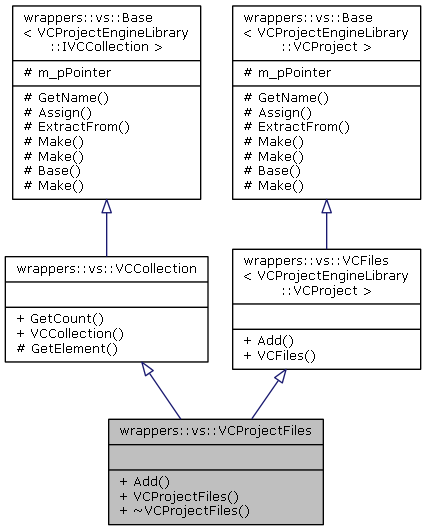 wrappers::vs::Base
< VCProjectEngineLibrary
::IVCCollection >
# m_pPointer
# GetName()
# Assign()
# ExtractFrom()
# Make()
# Make()
# Base()
# Make()
wrappers::vs::Base
< VCProjectEngineLibrary
::VCProject >
# m_pPointer
# GetName()
# Assign()
# ExtractFrom()
# Make()
# Make()
# Base()
# Make()
wrappers::vs::VCCollection
+ GetCount()
+ VCCollection()
# GetElement()
wrappers::vs::VCFiles
< VCProjectEngineLibrary
::VCProject >
+ Add()
+ VCFiles()
wrappers::vs::VCProjectFiles
+ Add()
+ VCProjectFiles()
+ ~VCProjectFiles()